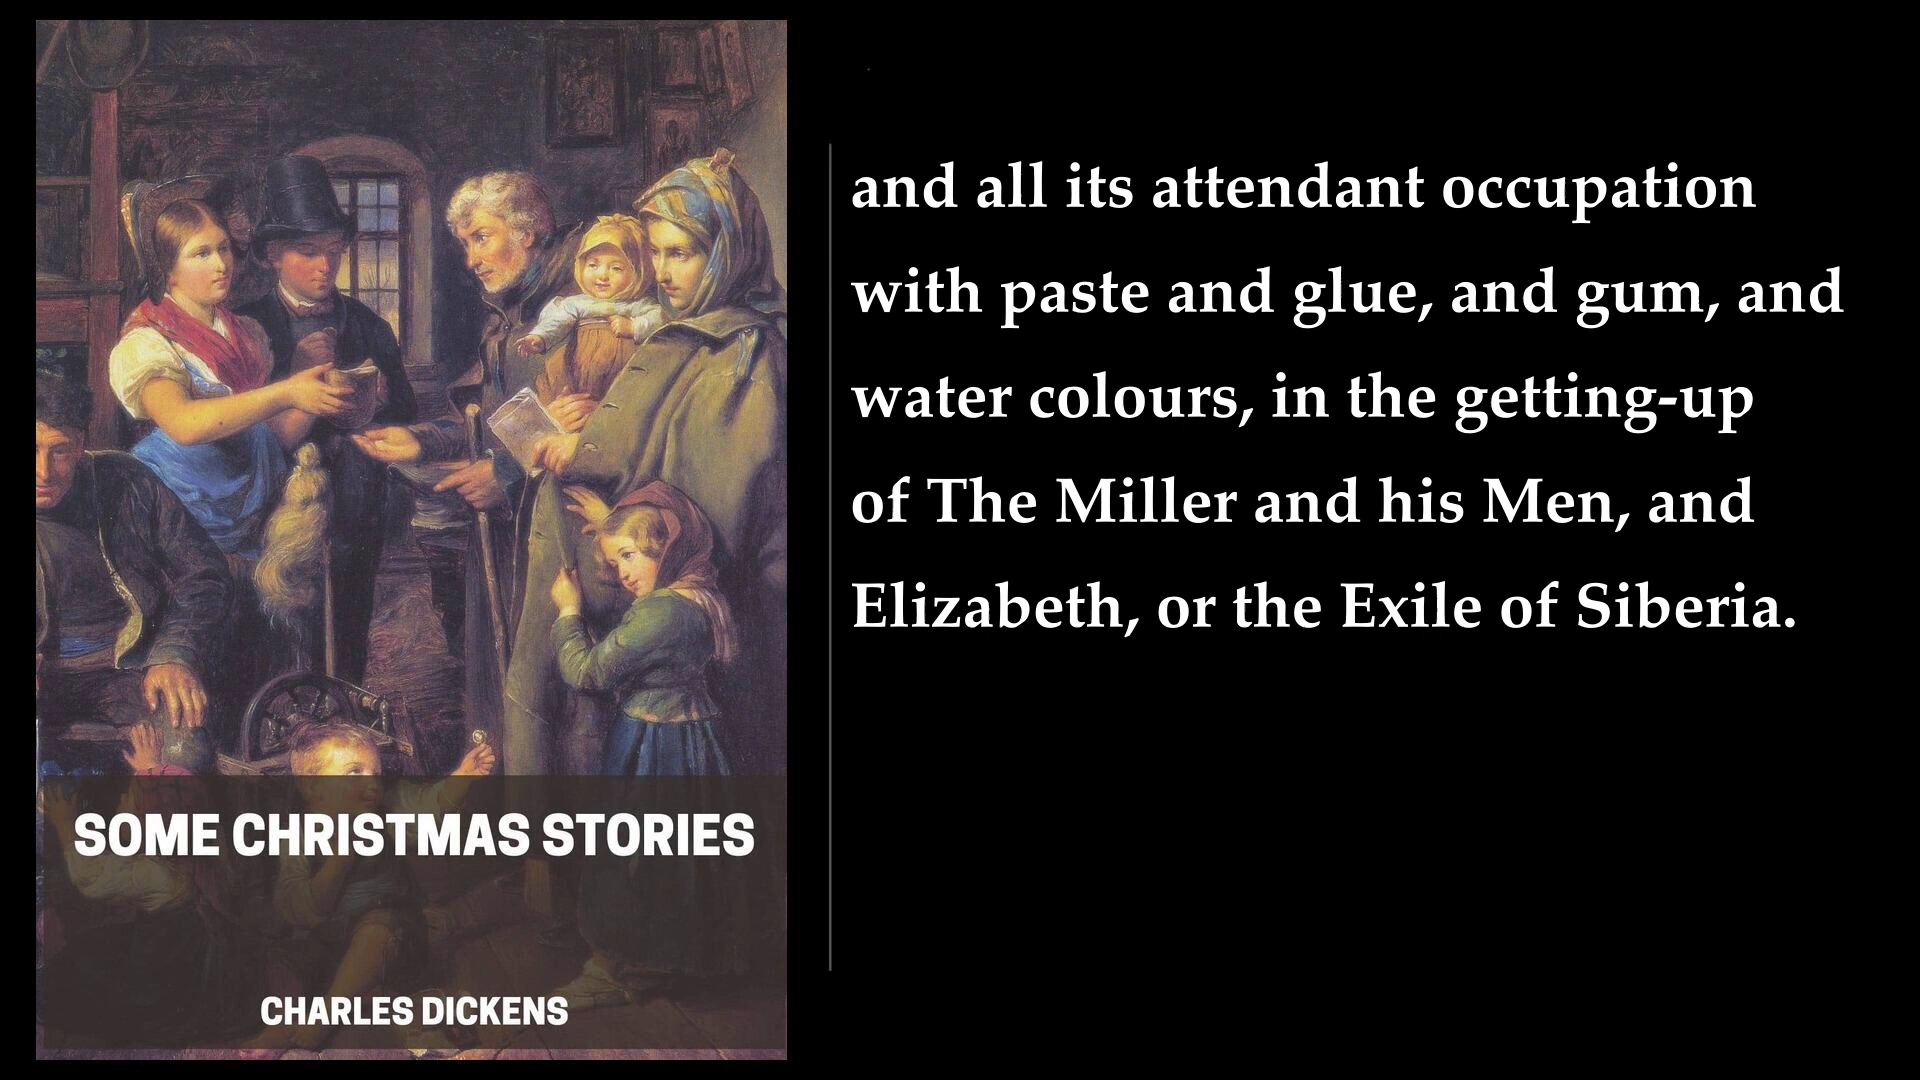 SOME CHRISTMAS STORIES
CHARLES DICKENS
and all its attendant occupation
with paste and glue, and gum, and
water colours, in the getting-up
of The Miller and his Men, and
Elizabeth, or the Exile of Siberia.